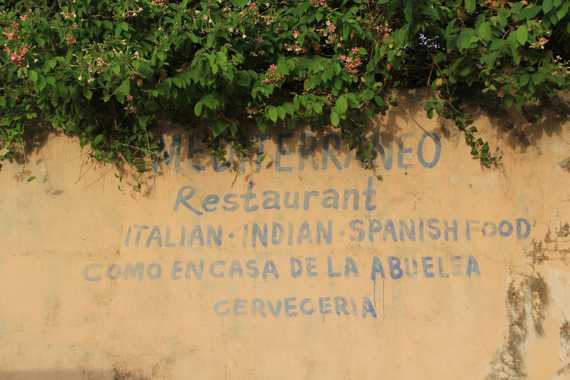 MEDITERRANEO
Restaurant
ITALIAN · INDIAN · SPANISH FOOD
COMO EN CASA DE LA ABUELA
CERVECERIA